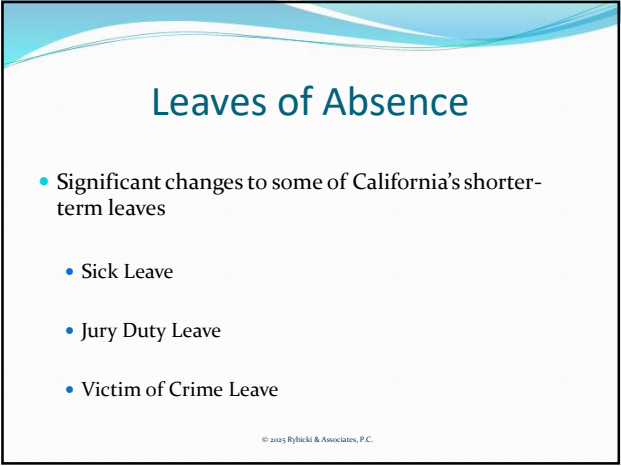 Leaves of Absence
• Significant changes to some of California's shorter-
term leaves
• Sick Leave
• Jury Duty Leave
• Victim of Crime Leave
© 2025 Rybicki & Associates, P.C.